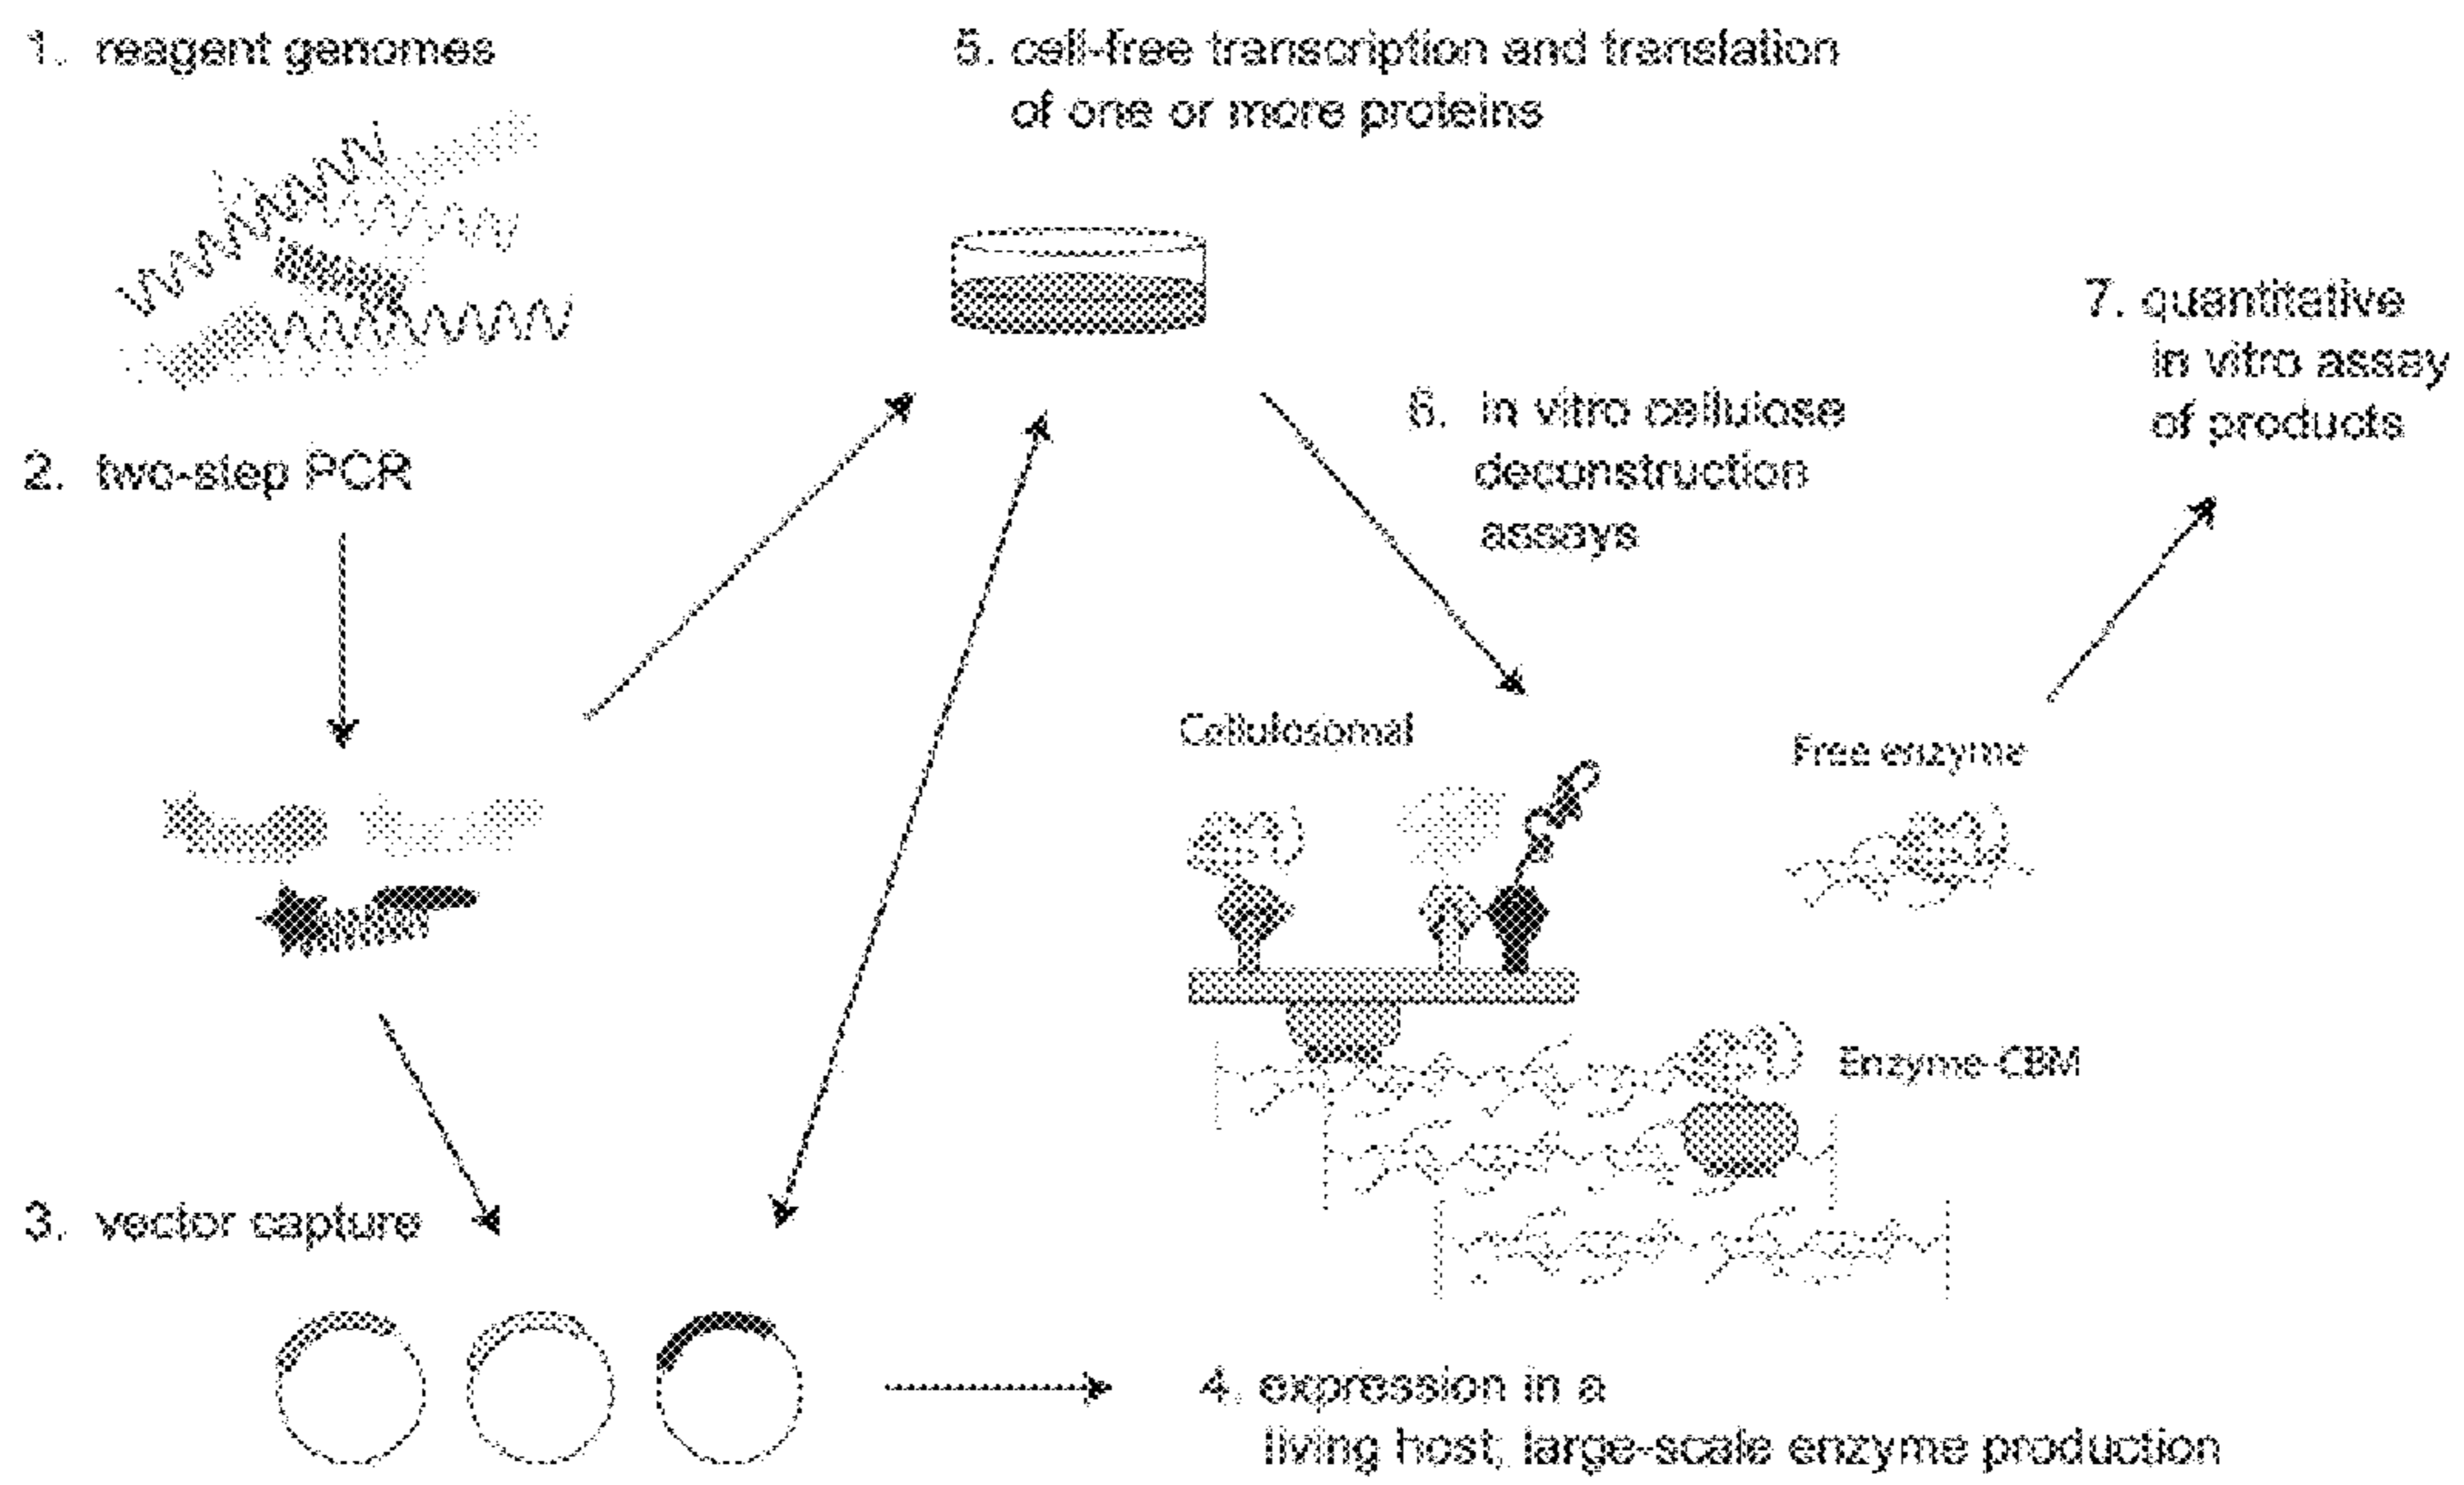 1. reagent genomes
5. cell-free transcription and translation
of one or more proteins
7. quantitative
in vitro assay
of products
6. in vitro cellulose
deconstruction
assays
2. two-step PCR
Cellulosomal
Free enzyme
Enzyme-CBM
3. vector capture
4. expression in a
living host; large-scale enzyme production